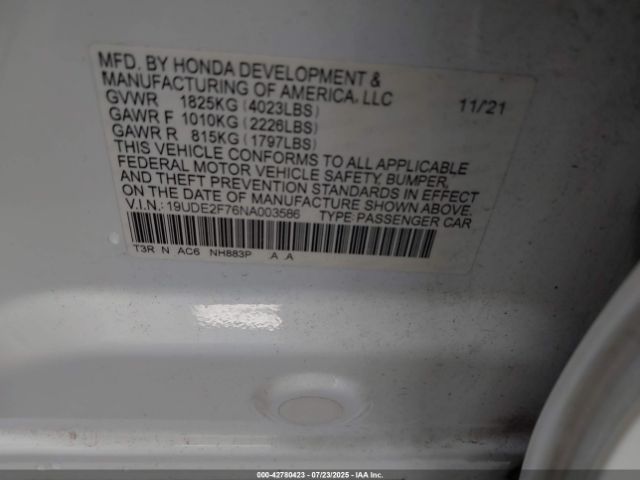 MFD. BY HONDA DEVELOPMENT &
MANUFACTURING OF AMERICA, LLC 11/21
GVWR 1825KG (4023LBS)
GAWR F 1010KG (2226LBS)
GAWR R 815KG (1797LBS)
THIS VEHICLE CONFORMS TO ALL APPLICABLE
FEDERAL MOTOR VEHICLE SAFETY, BUMPER,
AND THEFT PREVENTION STANDARDS IN EFFECT
ON THE DATE OF MANUFACTURE SHOWN ABOVE.
V.I.N.: 19UDE2F76NA003586 TYPE PASSENGER CAR
T3R N AC6 NH883P .A .A
000-42780423 | 07/23/2025 - IAA, Inc.